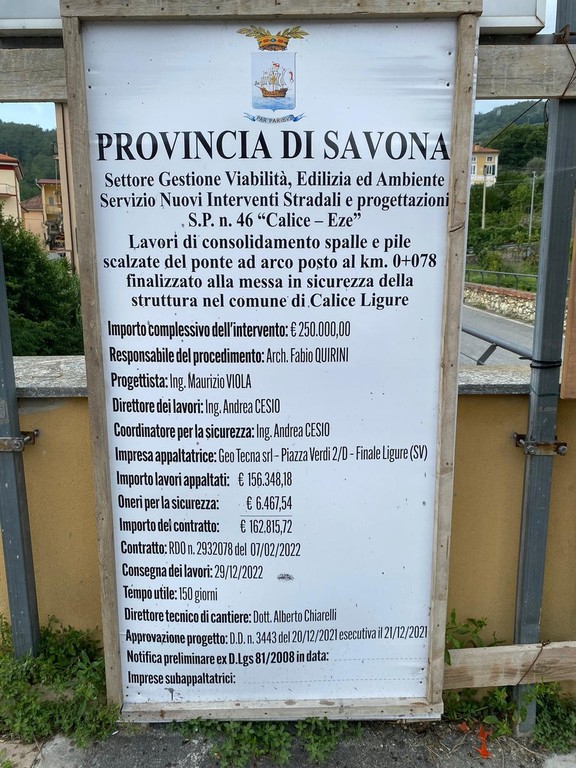 PAR PARIBVS
PROVINCIA DI SAVONA
Settore Gestione Viabilità, Edilizia ed Ambiente
Servizio Nuovi Interventi Stradali e progettazioni
S.P. n. 46 “Calice – Eze”
Lavori di consolidamento spalle e pile
scalzate del ponte ad arco posto al km. 0+078
finalizzato alla messa in sicurezza della
struttura nel comune di Calice Ligure
Importo complessivo dell'intervento: € 250.000,00
Responsabile del procedimento: Arch. Fabio QUIRINI
Progettista: Ing. Maurizio VIOLA
Direttore dei lavori: Ing. Andrea CESIO
Coordinatore per la sicurezza: Ing. Andrea CESIO
Impresa appaltatrice: Geo Tecna srl – Piazza Verdi 2/D - Finale Ligure (SV)
Importo lavori appaltati: € 156.348,18
Oneri per la sicurezza: € 6.467,54
Importo del contratto: € 162.815,72
Contratto: RDO n. 2932078 del 07/02/2022
Consegna dei lavori: 29/12/2022
Tempo utile: 150 giorni
Direttore tecnico di cantiere: Dott. Alberto Chiarelli
Approvazione progetto: D.D. n. 3443 del 20/12/2021 esecutiva il 21/12/2021
Notifica preliminare ex D.Lgs 81/2008 in data:
Imprese subappaltatrici: